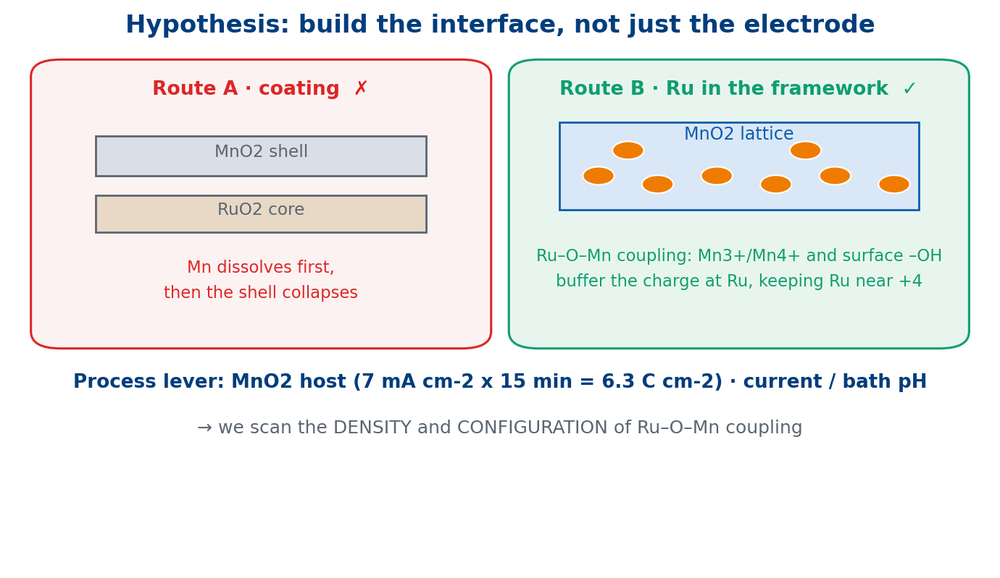 Hypothesis: build the interface, not just the electrode
Route A · coating ✗
MnO2 shell
RuO2 core
Mn dissolves first,
then the shell collapses
Route B · Ru in the framework ✓
MnO2 lattice
Ru–O–Mn coupling: Mn3+/Mn4+ and surface –OH
buffer the charge at Ru, keeping Ru near +4
Process lever: MnO2 host (7 mA cm-2 x 15 min = 6.3 C cm-2) · current / bath pH
→ we scan the DENSITY and CONFIGURATION of Ru–O–Mn coupling